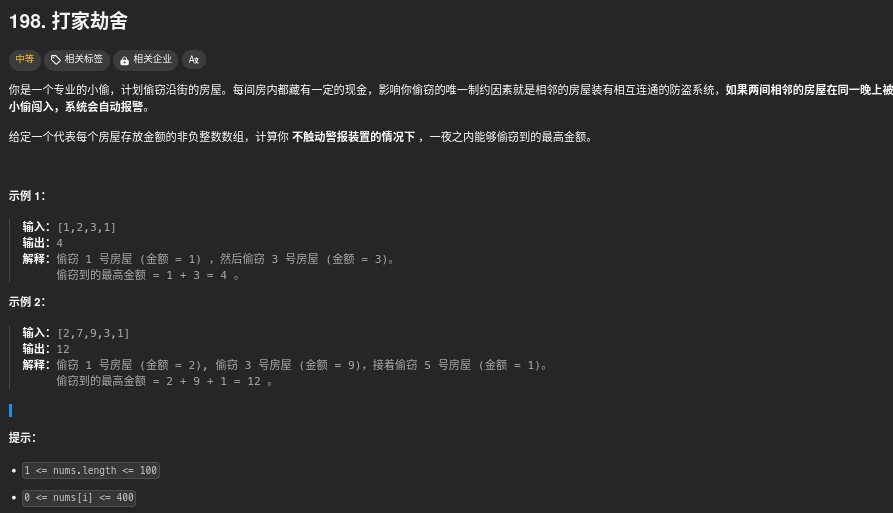 198. 打家劫舍
中等 相关标签 相关企业 Aあ
你是一个专业的小偷，计划偷窃沿街的房屋。每间房内都藏有一定的现金，影响你偷窃的唯一制约因素就是相邻的房屋装有相互连通的防盗系统，如果两间相邻的房屋在同一晚上被
小偷闯入，系统会自动报警。
给定一个代表每个房屋存放金额的非负整数数组，计算你 不触动警报装置的情况下 ，一夜之内能够偷窃到的最高金额。
示例 1：
输入：[1,2,3,1]
输出：4
解释：偷窃 1 号房屋 (金额 = 1) ，然后偷窃 3 号房屋 (金额 = 3)。
偷窃到的最高金额 = 1 + 3 = 4 。
示例 2：
输入：[2,7,9,3,1]
输出：12
解释：偷窃 1 号房屋 (金额 = 2), 偷窃 3 号房屋 (金额 = 9)，接着偷窃 5 号房屋 (金额 = 1)。
偷窃到的最高金额 = 2 + 9 + 1 = 12 。
提示：
1 <= nums.length <= 100
0 <= nums[i] <= 400